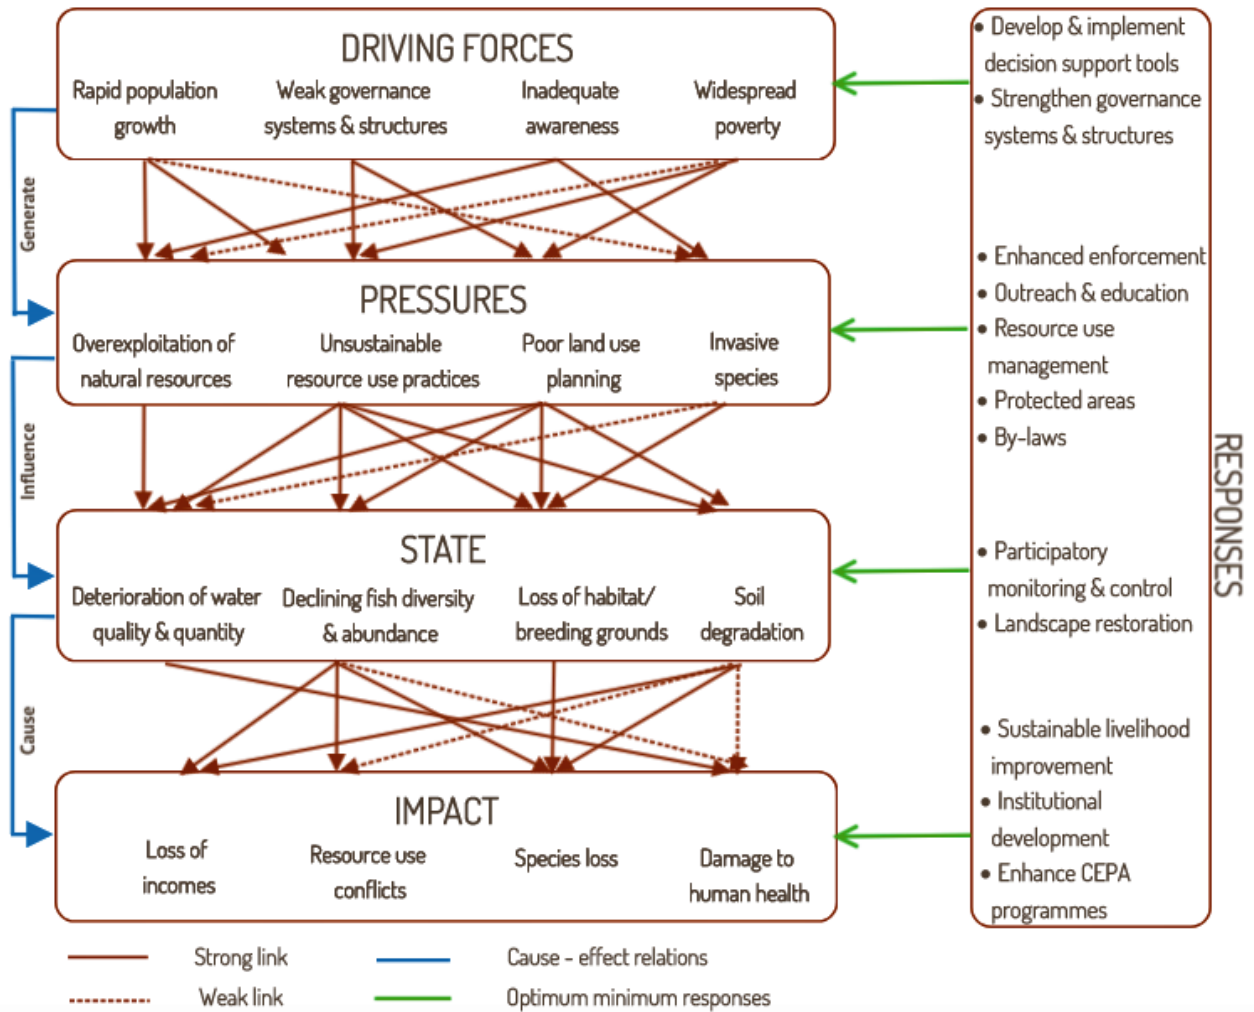 DRIVING FORCES
Rapid population
growth
Weak governance
systems & structures
Inadequate
awareness
Widespread
poverty
Generate
PRESSURES
Overexploitation of
natural resources
Unsustainable
resource use practices
Poor land use
planning
Invasive
species
Influence
STATE
Deterioration of water
quality & quantity
Declining fish diversity
& abundance
Loss of habitat/
breeding grounds
Soil
degradation
Cause
IMPACT
Loss of
incomes
Resource use
conflicts
Species loss
Damage to
human health
• Develop & implement
decision support tools
• Strengthen governance
systems & structures
• Enhanced enforcement
• Outreach & education
• Resource use
management
• Protected areas
• By-laws
• Participatory
monitoring & control
• Landscape restoration
• Sustainable livelihood
improvement
• Institutional
development
• Enhance CEPA
programmes
RESPONSES
Strong link
Cause - effect relations
Weak link
Optimum minimum responses